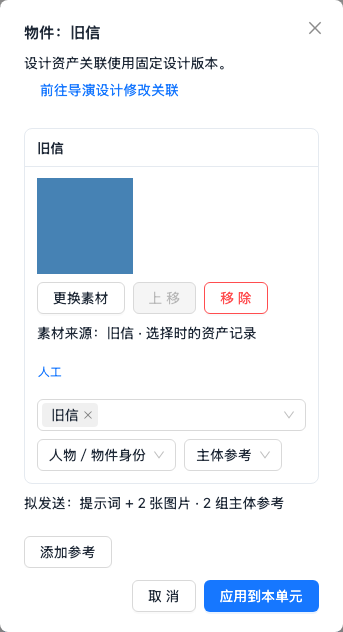 物件：旧信
设计资产关联使用固定设计版本。
前往导演设计修改关联
旧信
更换素材 上 移 移 除
素材来源：旧信 · 选择时的资产记录
人工
旧信
人物 / 物件身份 主体参考
拟发送：提示词 + 2 张图片 · 2 组主体参考
添加参考
取 消 应用到本单元